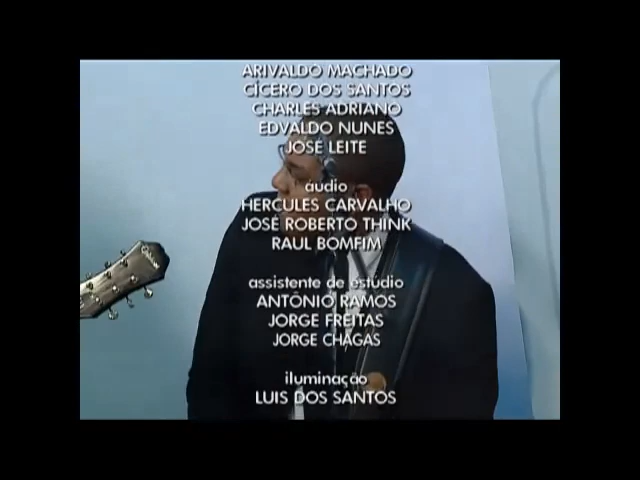 ARIVALDO MACHADO
CÍCERO DOS SANTOS
CHARLES ADRIANO
EDVALDO NUNES
JOSÉ LEITE
áudio
HERCULES CARVALHO
JOSÉ ROBERTO THINK
RAUL BOMFIM
assistente de estúdio
ANTÔNIO RAMOS
JORGE FREITAS
JORGE CHAGAS
iluminação
LUIS DOS SANTOS